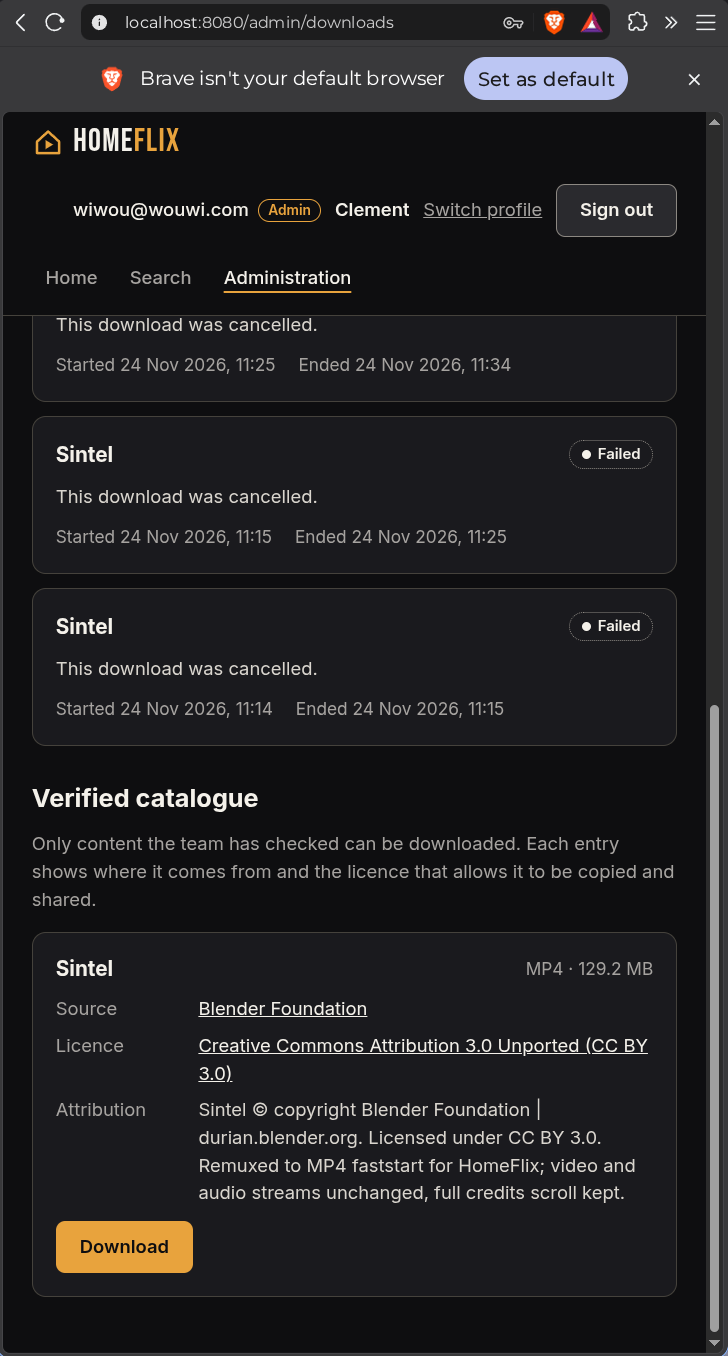 localhost:8080/admin/downloads
Brave isn't your default browser
Set as default
HOMEFLIX
wiwou@wouwi.com Admin Clement Switch profile Sign out
Home Search Administration
This download was cancelled.
Started 24 Nov 2026, 11:25 Ended 24 Nov 2026, 11:34
Sintel Failed
This download was cancelled.
Started 24 Nov 2026, 11:15 Ended 24 Nov 2026, 11:25
Sintel Failed
This download was cancelled.
Started 24 Nov 2026, 11:14 Ended 24 Nov 2026, 11:15
Verified catalogue
Only content the team has checked can be downloaded. Each entry
shows where it comes from and the licence that allows it to be copied and
shared.
Sintel MP4 · 129.2 MB
Source Blender Foundation
Licence Creative Commons Attribution 3.0 Unported (CC BY
3.0)
Attribution Sintel © copyright Blender Foundation |
durian.blender.org. Licensed under CC BY 3.0.
Remuxed to MP4 faststart for HomeFlix; video and
audio streams unchanged, full credits scroll kept.
Download